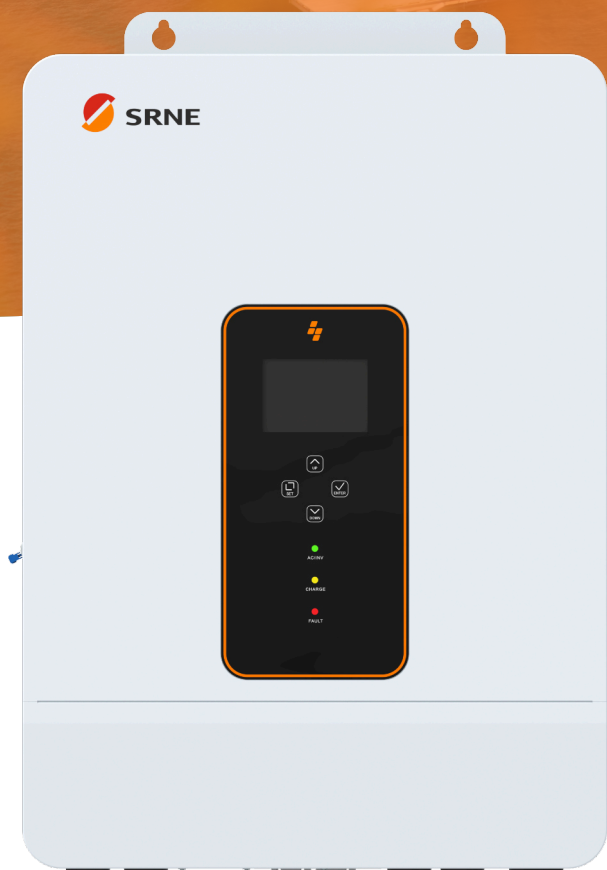 SRNE
UP
SET
ENTER
DOWN
AC/INV
CHARGE
FAULT